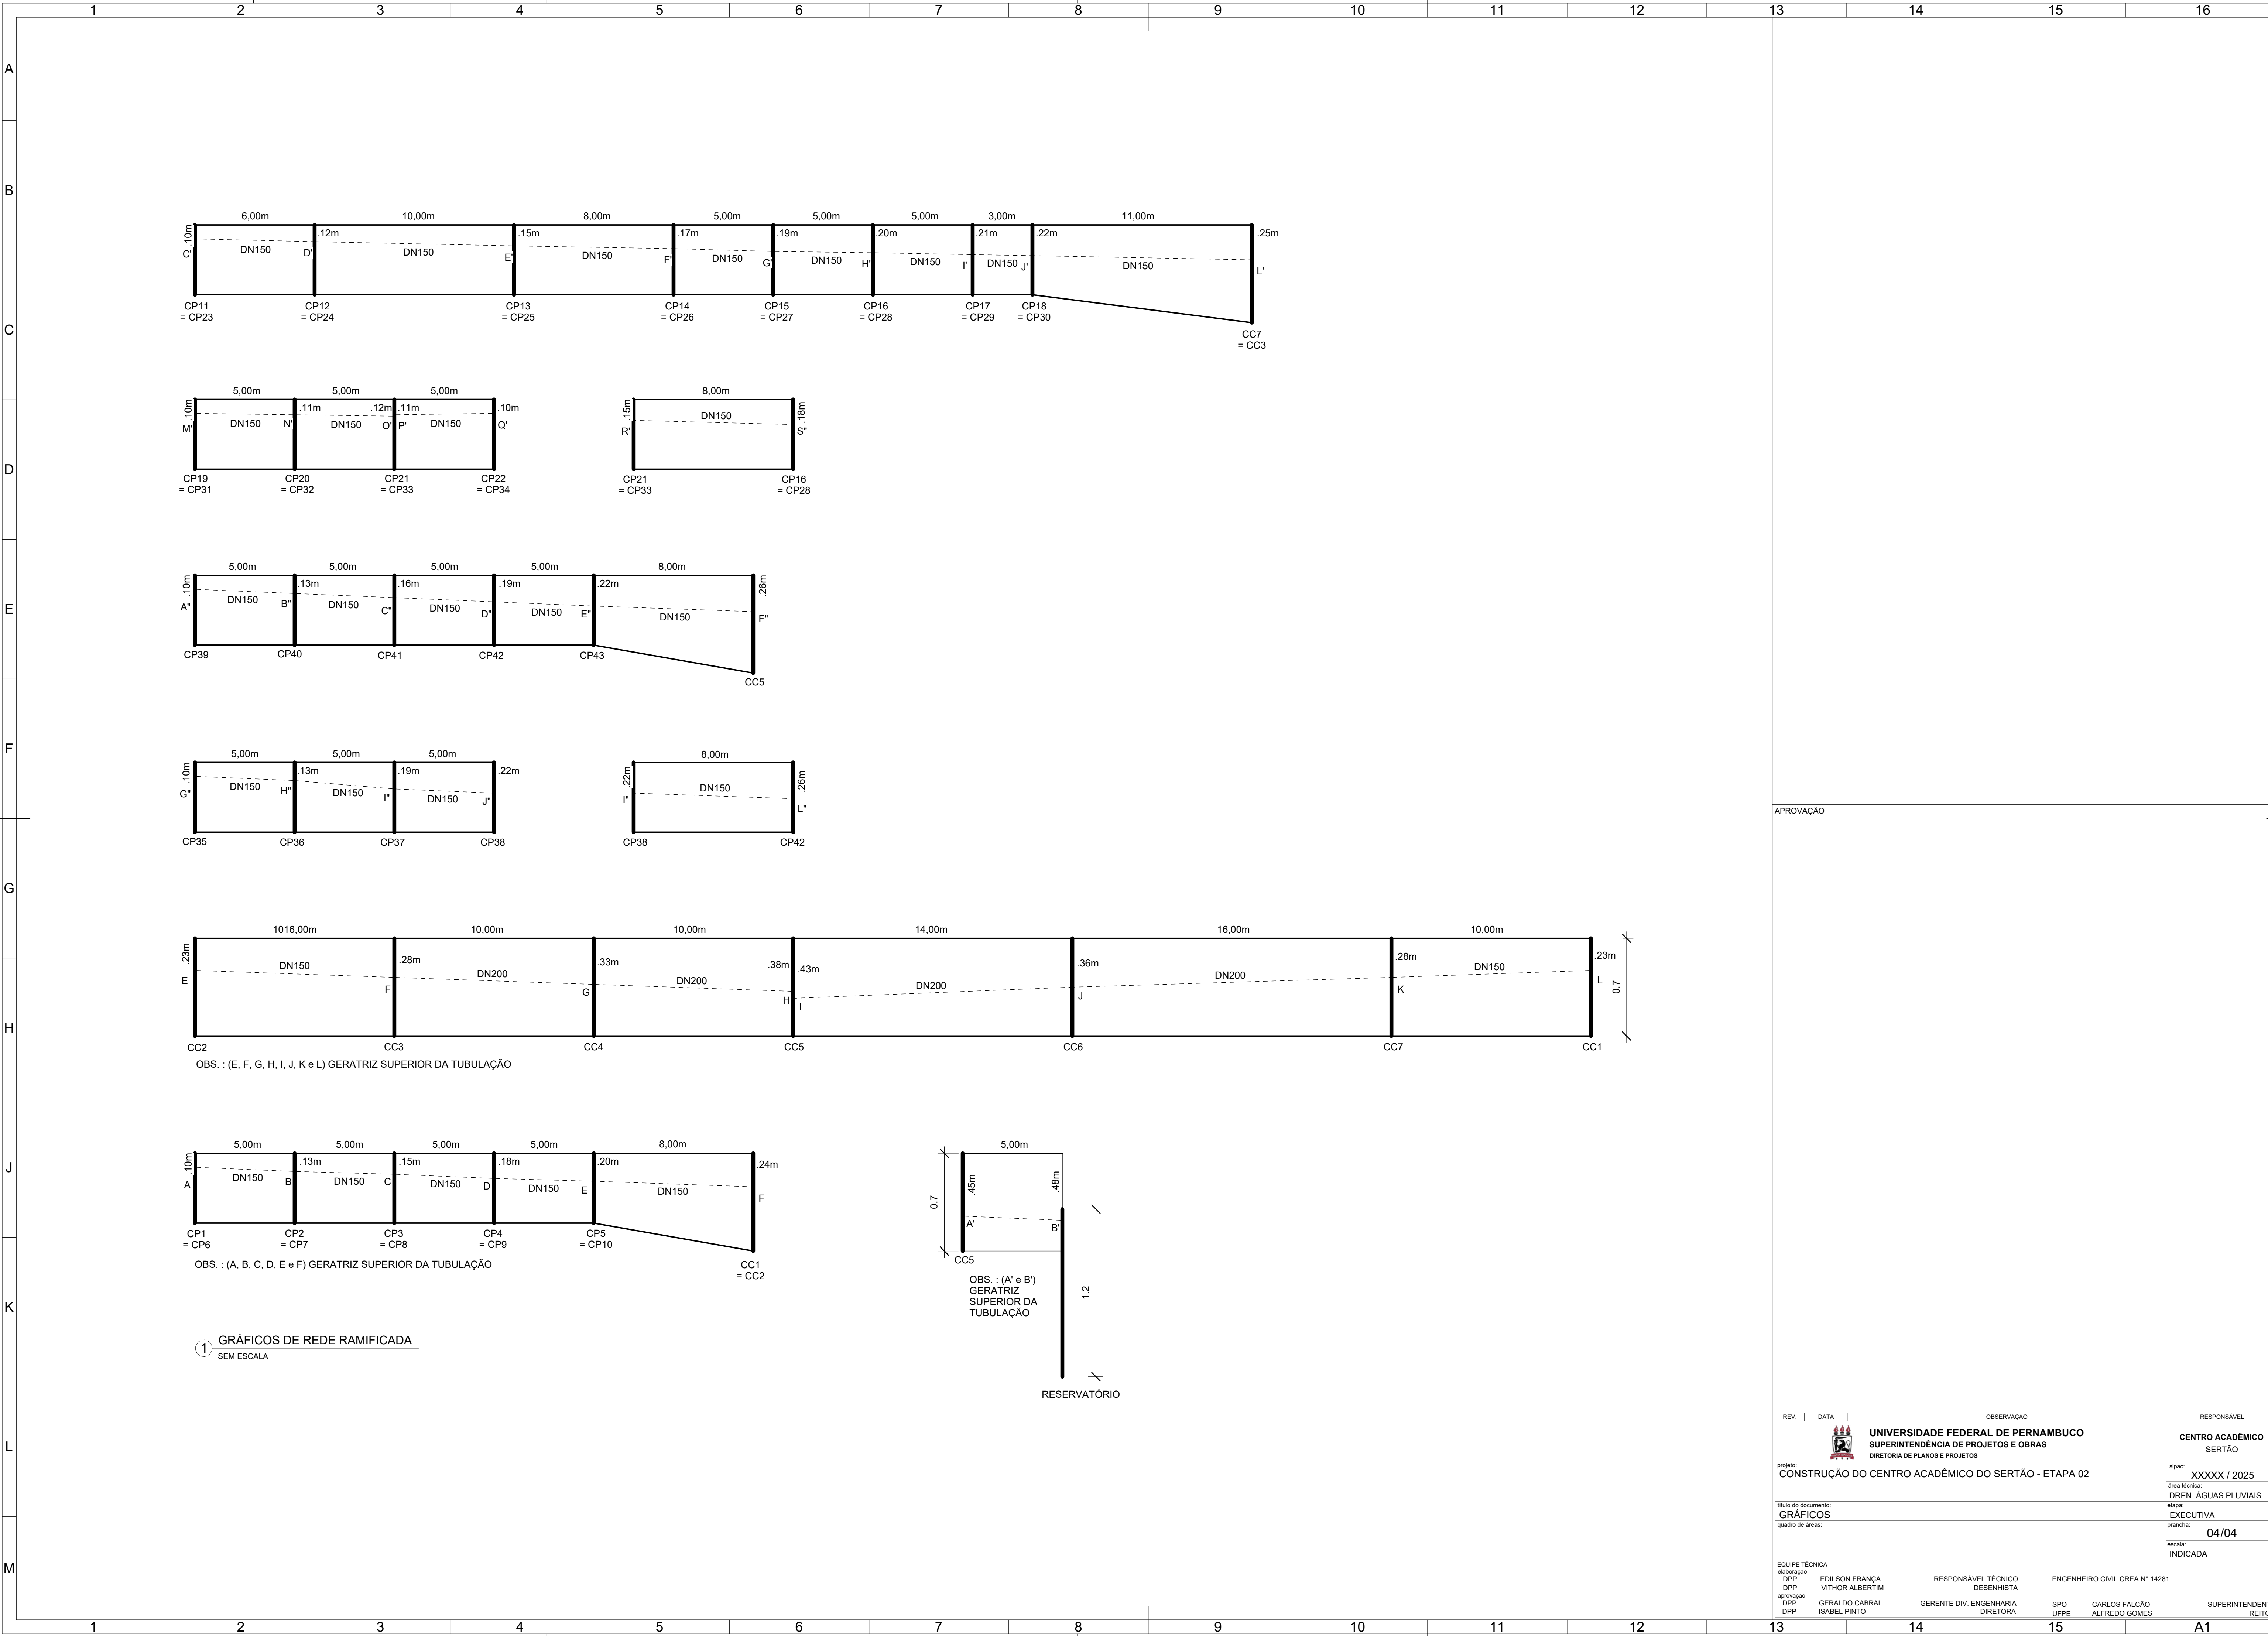 1 2 3 4 5 6 7 8 9 10 11 12 13 14 15 16
A
B
C
D
E
F
G
H
J
K
L
M
6,00m 10,00m 8,00m 5,00m 5,00m 5,00m 3,00m 11,00m
.10m .12m .15m .17m .19m .20m .21m .22m .25m
DN150 DN150 DN150 DN150 DN150 DN150 DN150 DN150
C' D' E' F' G' H' I' J' L'
CP11 CP12 CP13 CP14 CP15 CP16 CP17 CP18
= CP23 = CP24 = CP25 = CP26 = CP27 = CP28 = CP29 = CP30
CC7
= CC3
5,00m 5,00m 5,00m
.10m .11m .12m .11m .10m
DN150 DN150 DN150
M' N' O' P' Q'
CP19 CP20 CP21 CP22
= CP31 = CP32 = CP33 = CP34
8,00m
.15m .18m
DN150
R' S"
CP21 CP16
= CP33 = CP28
5,00m 5,00m 5,00m 5,00m 8,00m
.10m .13m .16m .19m .22m .26m
DN150 DN150 DN150 DN150 DN150
A" B" C" D" E" F"
CP39 CP40 CP41 CP42 CP43
CC5
5,00m 5,00m 5,00m
.10m .13m .19m .22m
DN150 DN150 DN150
G" H" I" J"
CP35 CP36 CP37 CP38
8,00m
.22m .26m
DN150
I" L"
CP38 CP42
1016,00m 10,00m 10,00m 14,00m 16,00m 10,00m
.23m .28m .33m .38m .43m .36m .28m .23m
DN150 DN200 DN200 DN200 DN200 DN150
E F G H I J K L
0.7
CC2 CC3 CC4 CC5 CC6 CC7 CC1
OBS. : (E, F, G, H, I, J, K e L) GERATRIZ SUPERIOR DA TUBULAÇÃO
5,00m 5,00m 5,00m 5,00m 8,00m
.10m .13m .15m .18m .20m .24m
DN150 DN150 DN150 DN150 DN150
A B C D E F
CP1 CP2 CP3 CP4 CP5
= CP6 = CP7 = CP8 = CP9 = CP10
OBS. : (A, B, C, D, E e F) GERATRIZ SUPERIOR DA TUBULAÇÃO
CC1
= CC2
5,00m
0.7
.45m .48m
A' B'
CC5
OBS. : (A' e B')
GERATRIZ
SUPERIOR DA
TUBULAÇÃO
1.2
RESERVATÓRIO
1 GRÁFICOS DE REDE RAMIFICADA
SEM ESCALA
APROVAÇÃO
REV. DATA OBSERVAÇÃO RESPONSÁVEL
UNIVERSIDADE FEDERAL DE PERNAMBUCO
SUPERINTENDÊNCIA DE PROJETOS E OBRAS
DIRETORIA DE PLANOS E PROJETOS
CENTRO ACADÊMICO
SERTÃO
projeto:
CONSTRUÇÃO DO CENTRO ACADÊMICO DO SERTÃO - ETAPA 02
sipac:
XXXXX / 2025
área técnica:
DREN. ÁGUAS PLUVIAIS
título do documento:
GRÁFICOS
etapa:
EXECUTIVA
quadro de áreas:
prancha:
04/04
escala:
INDICADA
EQUIPE TÉCNICA
elaboração
DPP EDILSON FRANÇA RESPONSÁVEL TÉCNICO ENGENHEIRO CIVIL CREA N° 14281
DPP VITHOR ALBERTIM DESENHISTA
aprovação
DPP GERALDO CABRAL GERENTE DIV. ENGENHARIA SPO CARLOS FALCÃO SUPERINTENDEN
DPP ISABEL PINTO DIRETORA UFPE ALFREDO GOMES REIT
1 2 3 4 5 6 7 8 9 10 11 12 13 14 15 A1